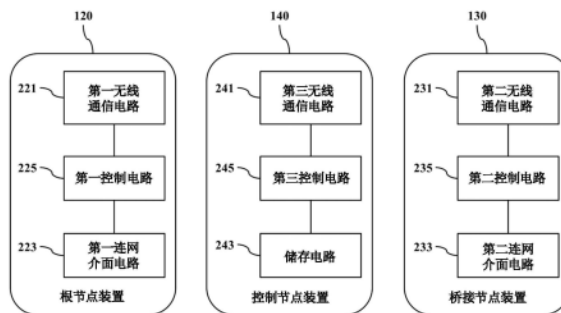 120
140
130
221
第一无线
通信电路
241
第三无线
通信电路
231
第二无线
通信电路
225
第一控制电路
245
第三控制电路
235
第二控制电路
223
第一连网
介面电路
243
储存电路
233
第二连网
介面电路
根节点装置
控制节点装置
桥接节点装置